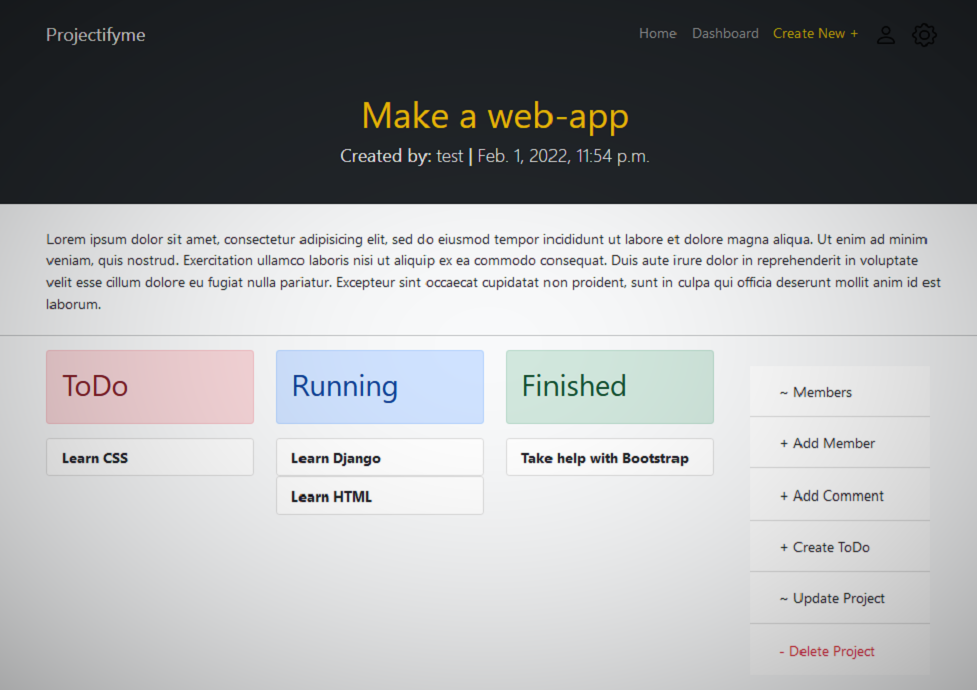 Projectifyme
Home Dashboard Create New +
Make a web-app
Created by: test | Feb. 1, 2022, 11:54 p.m.
Lorem ipsum dolor sit amet, consectetur adipisicing elit, sed do eiusmod tempor incididunt ut labore et dolore magna aliqua. Ut enim ad minim
veniam, quis nostrud. Exercitation ullamco laboris nisi ut aliquip ex ea commodo consequat. Duis aute irure dolor in reprehenderit in voluptate
velit esse cillum dolore eu fugiat nulla pariatur. Excepteur sint occaecat cupidatat non proident, sunt in culpa qui officia deserunt mollit anim id est
laborum.
ToDo
Learn CSS
Running
Learn Django
Learn HTML
Finished
Take help with Bootstrap
~ Members
+ Add Member
+ Add Comment
+ Create ToDo
~ Update Project
- Delete Project